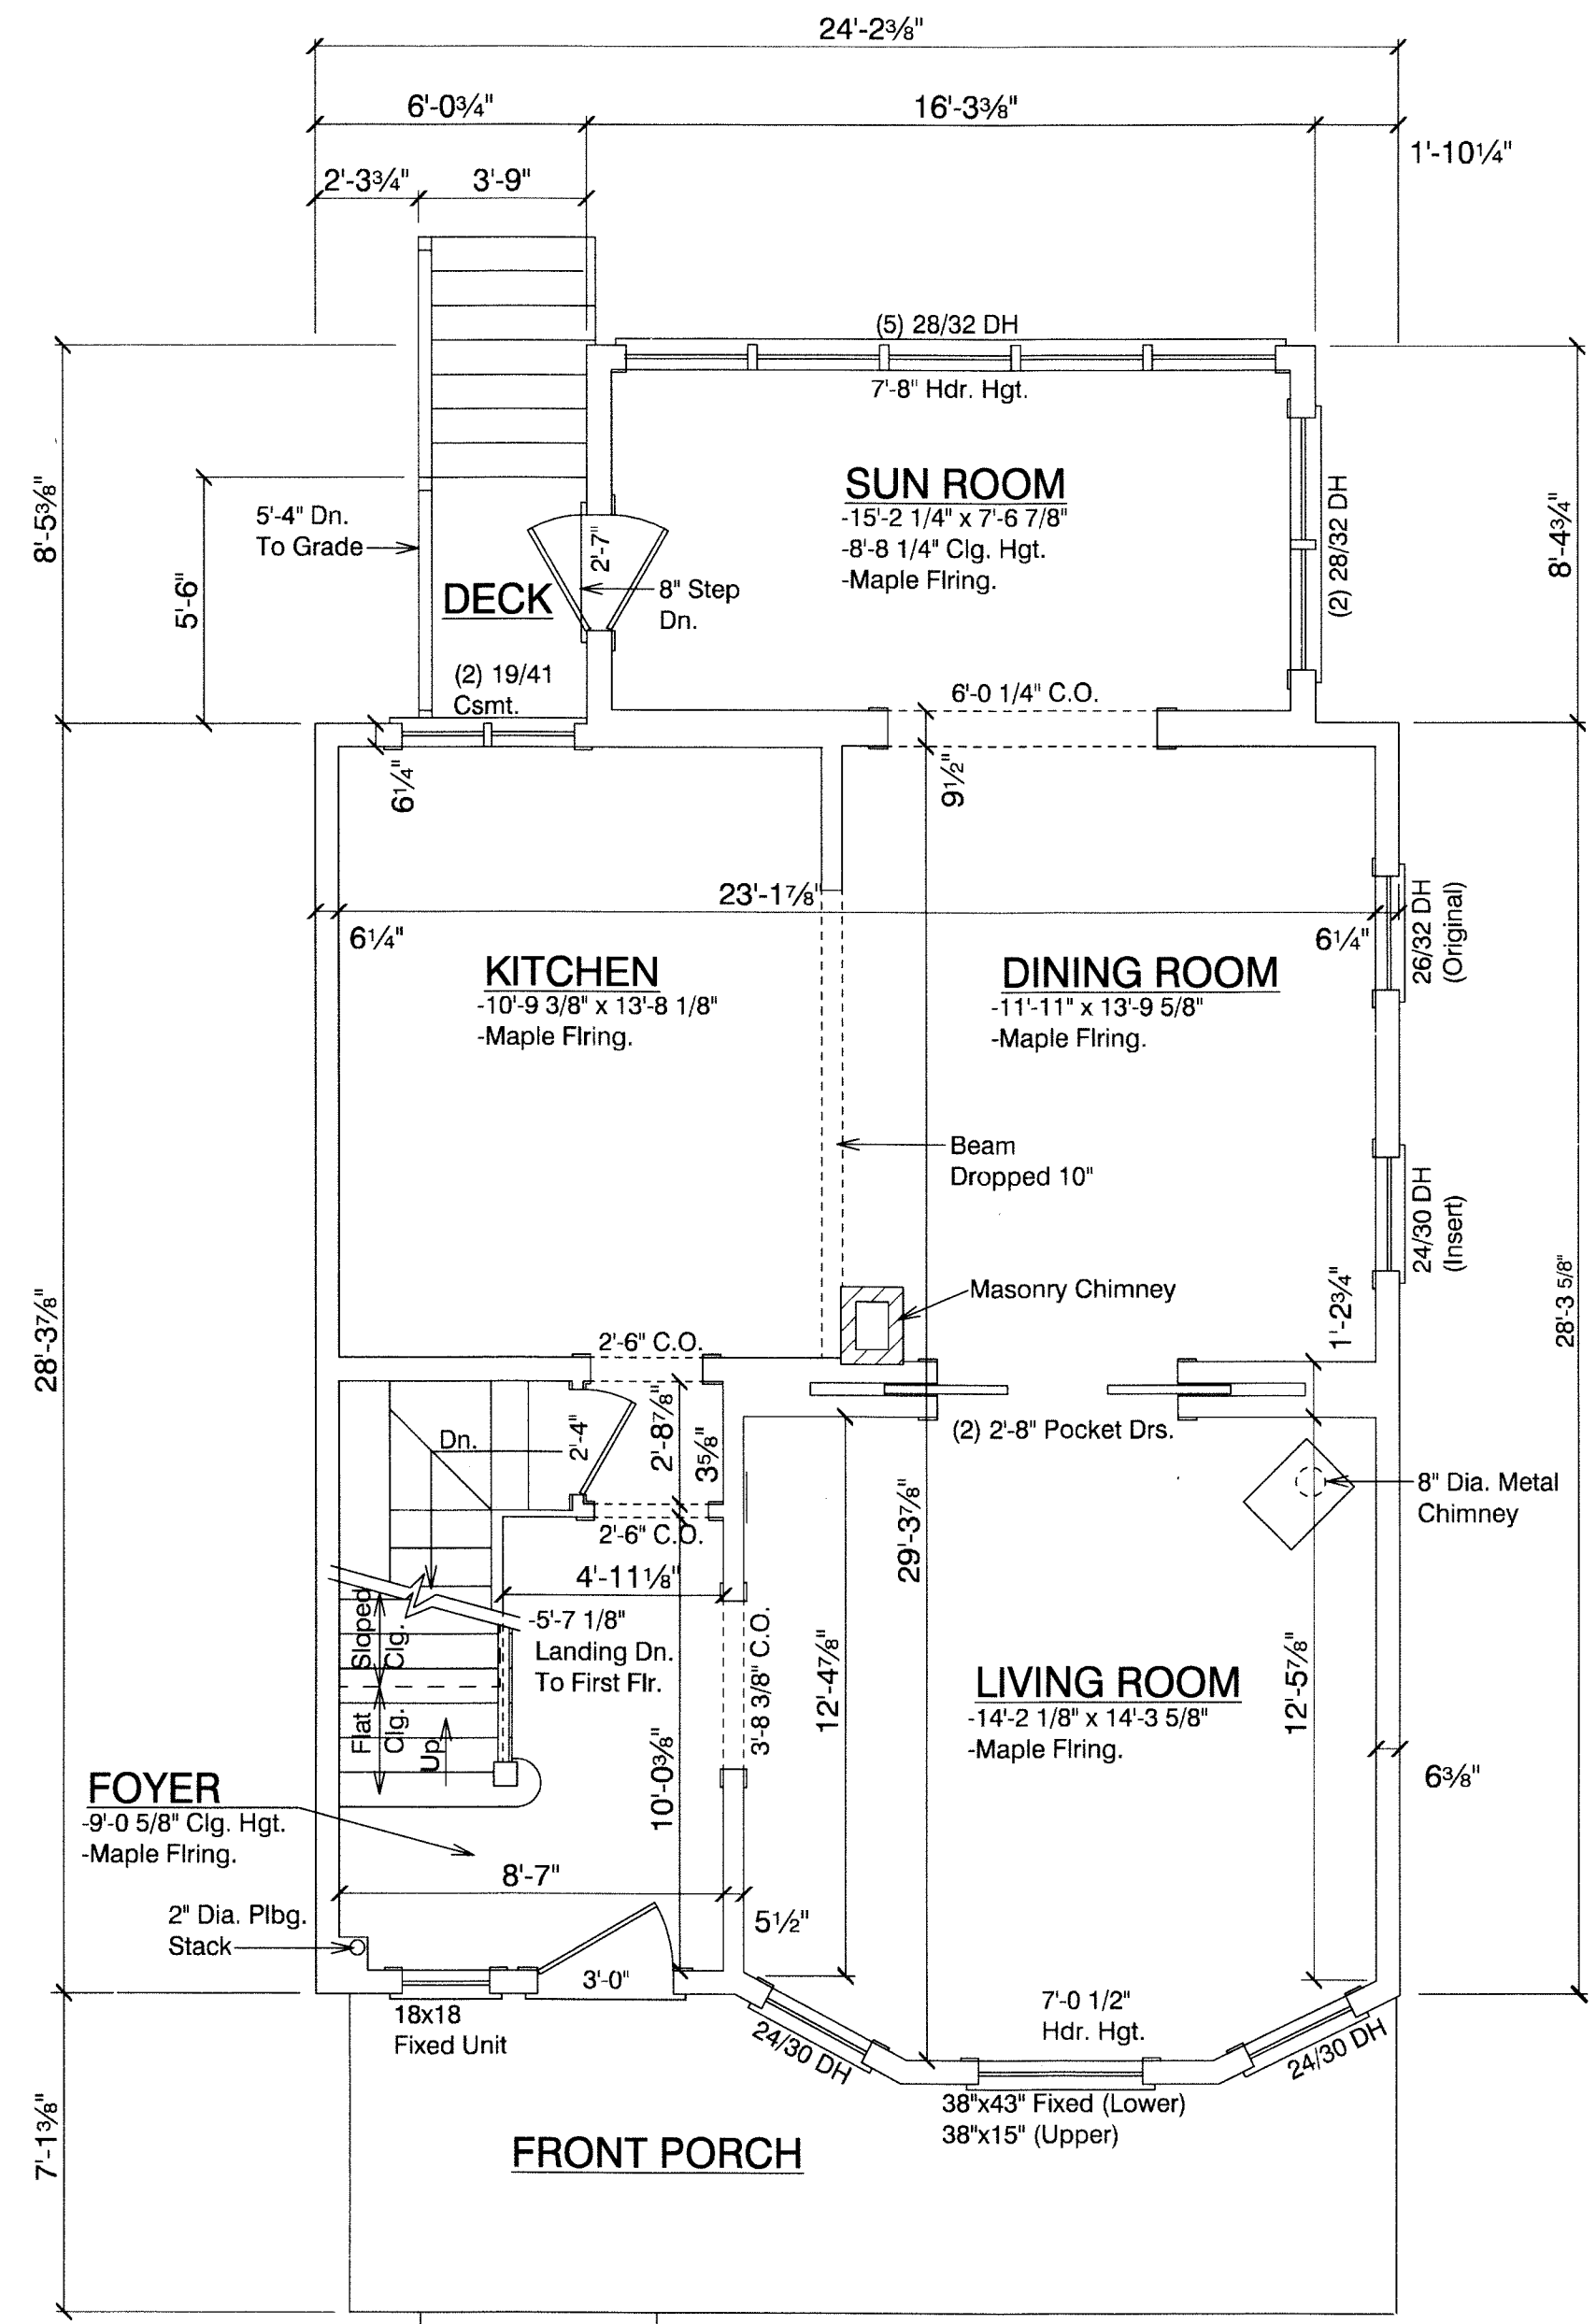 24'-2⅜"
6'-0¾"
16'-3⅜"
1'-10¼"
2'-3¾"
3'-9"
(5) 28/32 DH
7'-8" Hdr. Hgt.
8'-5⅜"
5'-6"
5'-4" Dn.
To Grade
DECK
2'-7"
8" Step
Dn.
SUN ROOM
-15'-2 1/4" x 7'-6 7/8"
-8'-8 1/4" Clg. Hgt.
-Maple Flring.
(2) 28/32 DH
8'-4¾"
(2) 19/41
Csmt.
6'-0 1/4" C.O.
6¼"
9½"
23'-1⅞"
6¼"
6¼"
26/32 DH
(Original)
KITCHEN
-10'-9 3/8" x 13'-8 1/8"
-Maple Flring.
DINING ROOM
-11'-11" x 13'-9 5/8"
-Maple Flring.
Beam
Dropped 10"
24/30 DH
(Insert)
Masonry Chimney
1'-2¾"
28'-3⅞"
28'-3 5/8"
2'-6" C.O.
2'-4"
2'-8⅞"
3⅝"
Dn.
(2) 2'-8" Pocket Drs.
8" Dia. Metal
Chimney
2'-6" C.O.
4'-11⅛"
29'-3⅞"
Sloped
Clg.
-5'-7 1/8"
Landing Dn.
To First Flr.
3'-8 3/8" C.O.
12'-4⅞"
LIVING ROOM
-14'-2 1/8" x 14'-3 5/8"
-Maple Flring.
12'-5⅞"
Flat
Clg.
Up
10'-0⅜"
6⅜"
FOYER
-9'-0 5/8" Clg. Hgt.
-Maple Flring.
8'-7"
5½"
2" Dia. Plbg.
Stack
3'-0"
18x18
Fixed Unit
24/30 DH
7'-0 1/2"
Hdr. Hgt.
24/30 DH
38"x43" Fixed (Lower)
38"x15" (Upper)
7'-1⅜"
FRONT PORCH